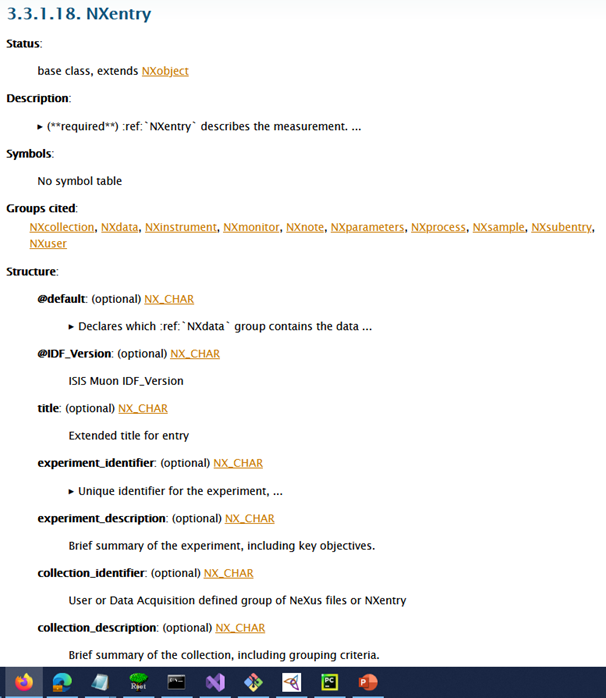 3.3.1.18. NXentry
Status:
base class, extends NXobject
Description:
▸ (**required**) :ref:`NXentry` describes the measurement. ...
Symbols:
No symbol table
Groups cited:
NXcollection, NXdata, NXinstrument, NXmonitor, NXnote, NXparameters, NXprocess, NXsample, NXsubentry,
NXuser
Structure:
@default: (optional) NX_CHAR
▸ Declares which :ref:`NXdata` group contains the data ...
@IDF_Version: (optional) NX_CHAR
ISIS Muon IDF_Version
title: (optional) NX_CHAR
Extended title for entry
experiment_identifier: (optional) NX_CHAR
▸ Unique identifier for the experiment, ...
experiment_description: (optional) NX_CHAR
Brief summary of the experiment, including key objectives.
collection_identifier: (optional) NX_CHAR
User or Data Acquisition defined group of NeXus files or NXentry
collection_description: (optional) NX_CHAR
Brief summary of the collection, including grouping criteria.